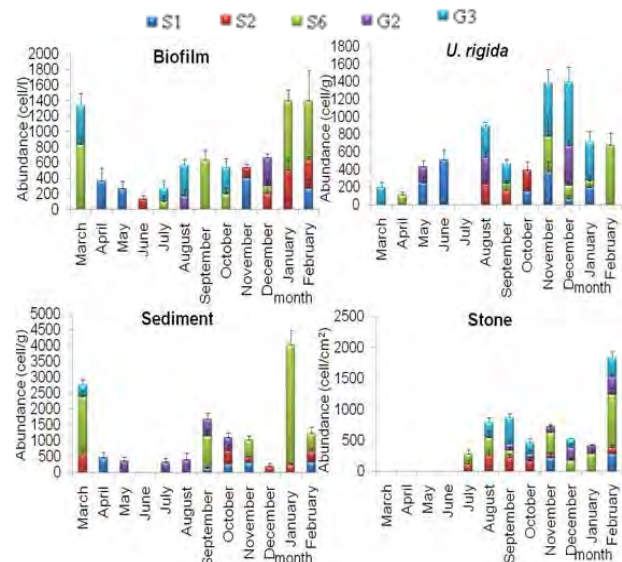 S1 S2 S6 G2 G3
Biofilm
Abundance (cell/l)
2000
1800
1600
1400
1200
1000
800
600
400
200
0
March
April
May
June
July
August
September
October
November
December
January
February
month
U. rigida
Abundance (cell/g)
1800
1600
1400
1200
1000
800
600
400
200
0
March
April
May
June
July
August
September
October
November
December
January
February
month
Sediment
Abundance (cell/g)
5000
4500
4000
3500
3000
2500
2000
1500
1000
500
0
March
April
May
June
July
August
September
October
November
December
January
February
month
Stone
Abundance (cell/cm²)
2500
2000
1500
1000
500
0
March
April
May
June
July
August
September
October
November
December
January
February
month